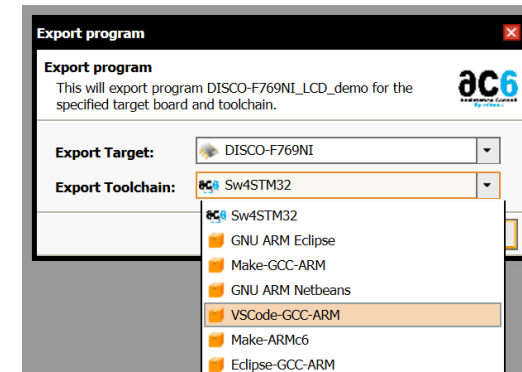 Export program
Export program
This will export program DISCO-F769NI_LCD_demo for the
specified target board and toolchain.
ac6
Export Target:
DISCO-F769NI
Export Toolchain:
ac6 Sw4STM32
ac6 Sw4STM32
GNU ARM Eclipse
Make-GCC-ARM
GNU ARM Netbeans
VSCode-GCC-ARM
Make-ARMc6
Eclipse-GCC-ARM